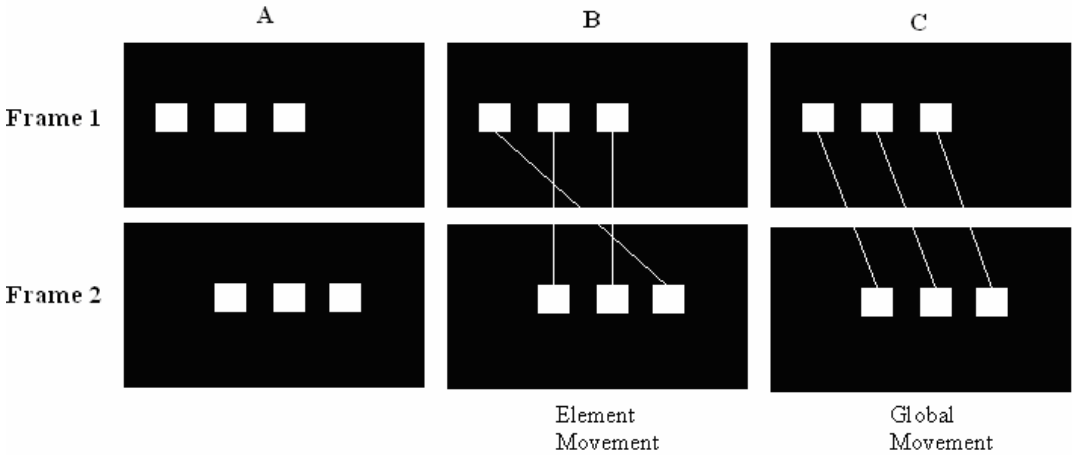 A B C
Frame 1
Frame 2
Element Global
Movement Movement